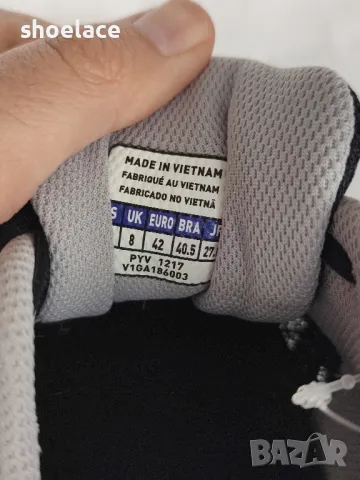 shoelace
MADE IN VIETNAM
FABRIQUÉ AU VIETNAM
FABRICADO NO VIETNÃ
UK EURO BRA
8 42 40.5 27
PYV 1217
V1GA186003
BAZAR